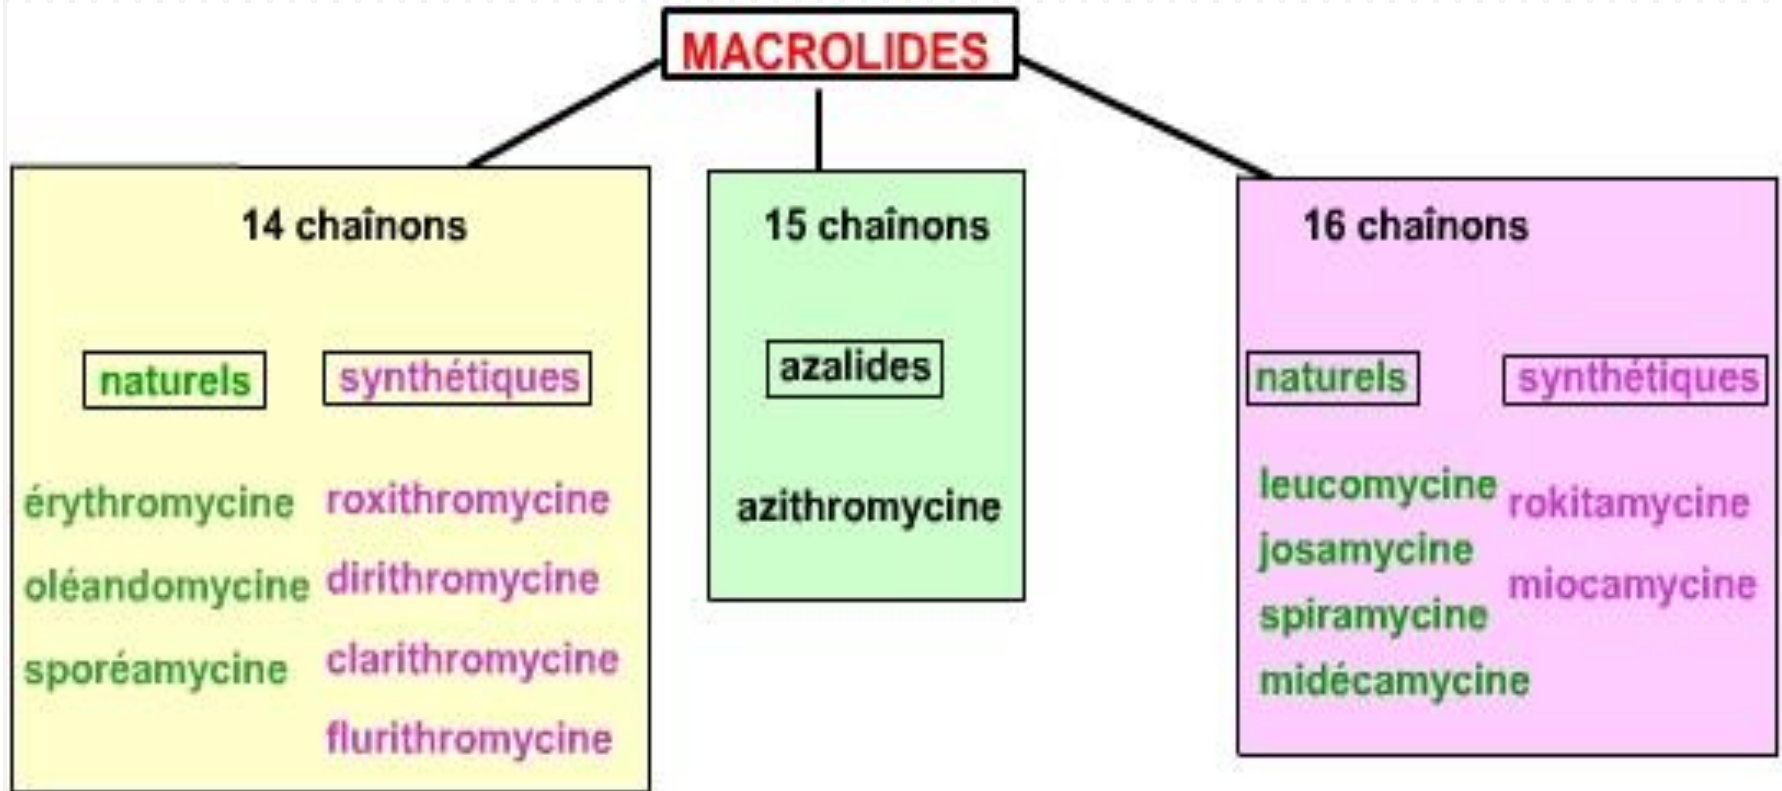 MACROLIDES
14 chaînons
naturels
synthétiques
érythromycine
oléandomycine
sporéamycine
roxithromycine
dirithromycine
clarithromycine
flurithromycine
15 chaînons
azalides
azithromycine
16 chaînons
naturels
synthétiques
leucomycine
josamycine
spiramycine
midécamycine
rokitamycine
miocamycine